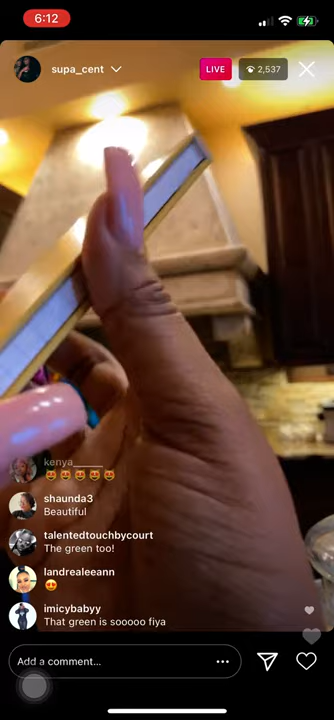 6:12
supa_cent
LIVE
2,537
kenya_____
shaunda3
Beautiful
talentedtouchbycourt
The green too!
landrealeeann
imicybabyy
That green is sooooo fiya
Add a comment...